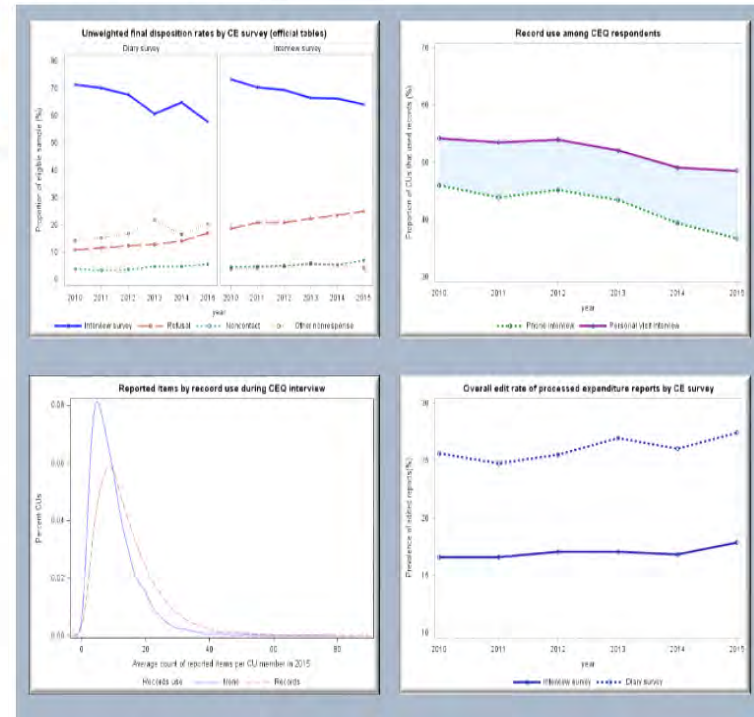 Unweighted final disposition rates by CE survey (official tables)
Diary survey
Interview survey
Proportion of eligible sample (%)
80
70
60
50
40
30
20
10
0
2010 2011 2012 2013 2014 2015
2010 2011 2012 2013 2014 2015
year
Interview survey Refusal Noncontact Other nonresponse
Record use among CEQ respondents
Proportion of CUs that used records (%)
70
60
50
40
30
2010 2011 2012 2013 2014 2015
year
Phone interview Personal visit interview
Reported items by recoord use during CEQ interview
Percent CUs
0.08
0.06
0.04
0.02
0.00
0 20 40 60 80
Average count of reported items per CU member in 2015
Records use None Records
Overall edit rate of processed expenditure reports by CE survey
Prevalence of edited reports(%)
30
25
20
15
10
2010 2011 2012 2013 2014 2015
year
Interview survey Diary survey